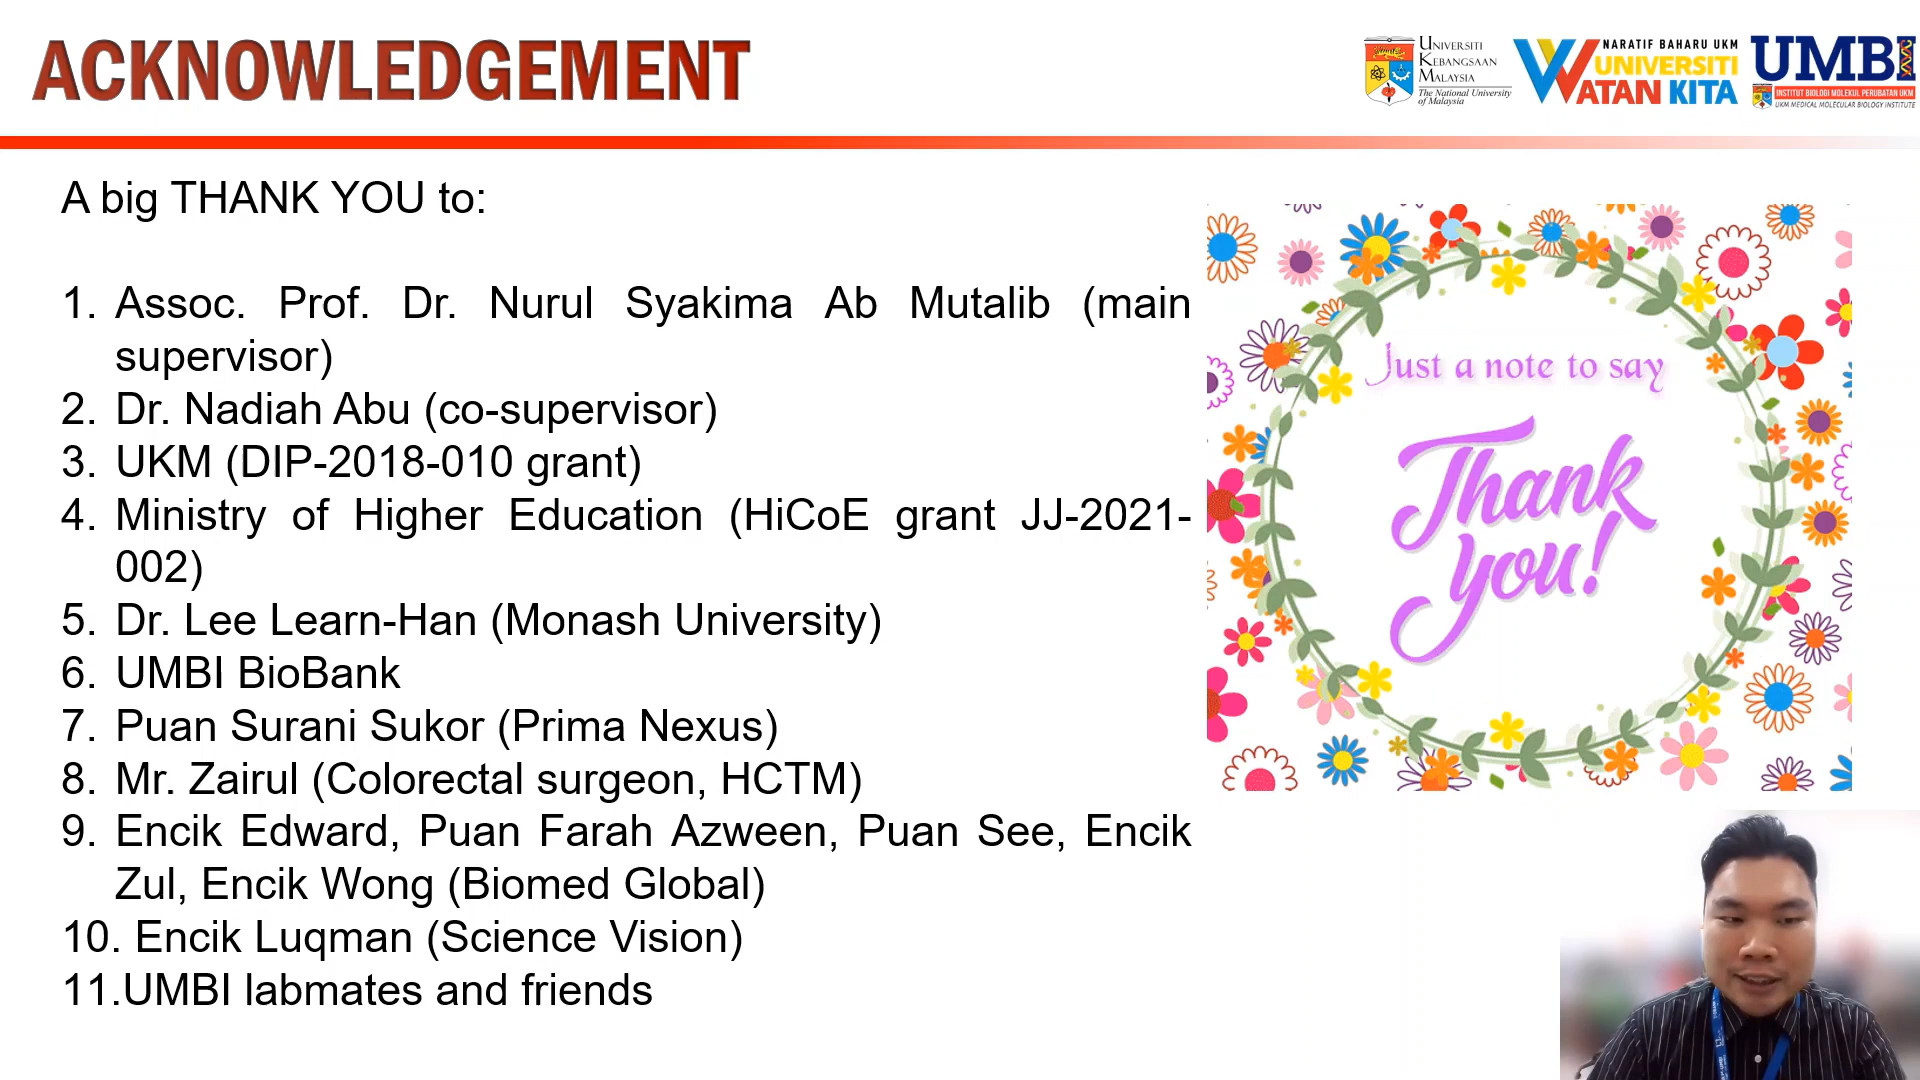 ACKNOWLEDGEMENT
UNIVERSITI
KEBANGSAAN
MALAYSIA
The National University
of Malaysia
NARATIF BAHARU UKM
UNIVERSITI
WATAN KITA
UMBI
INSTITUT BIOLOGI MOLEKUL PERUBATAN UKM
UKM MEDICAL MOLECULAR BIOLOGY INSTITUTE
A big THANK YOU to:
1. Assoc. Prof. Dr. Nurul Syakima Ab Mutalib (main
supervisor)
2. Dr. Nadiah Abu (co-supervisor)
3. UKM (DIP-2018-010 grant)
4. Ministry of Higher Education (HiCoE grant JJ-2021-
002)
5. Dr. Lee Learn-Han (Monash University)
6. UMBI BioBank
7. Puan Surani Sukor (Prima Nexus)
8. Mr. Zairul (Colorectal surgeon, HCTM)
9. Encik Edward, Puan Farah Azween, Puan See, Encik
Zul, Encik Wong (Biomed Global)
10. Encik Luqman (Science Vision)
11.UMBI labmates and friends
Just a note to say
Thank
you!